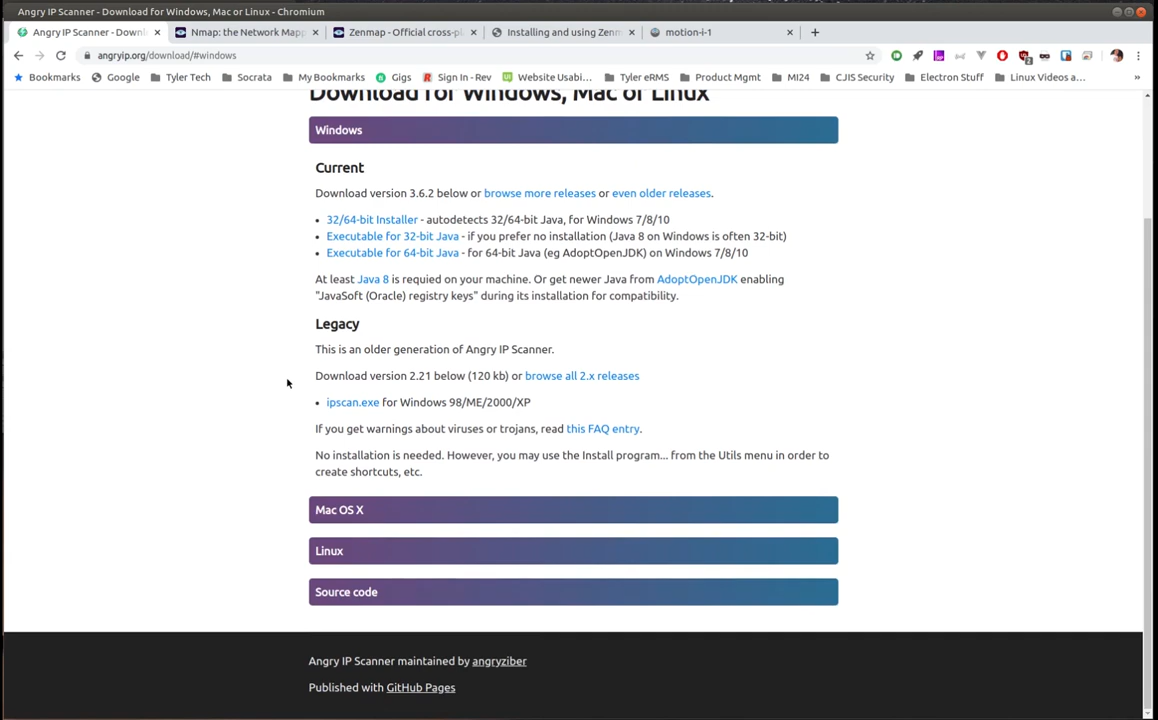 Angry IP Scanner - Download for Windows, Mac or Linux - Chromium
Angry IP Scanner - Downl
Nmap: the Network Mapp
Zenmap - Official cross-pl
Installing and using Zenm
motion-i-1
angryip.org/download/#windows
Bookmarks
Google
Tyler Tech
Socrata
My Bookmarks
Gigs
Sign In - Rev
Website Usabi...
Tyler eRMS
Product Mgmt
MI24
CJIS Security
Electron Stuff
Linux Videos a...
»
Download for Windows, Mac or Linux
Windows
Current
Download version 3.6.2 below or browse more releases or even older releases.
• 32/64-bit Installer - autodetects 32/64-bit Java, for Windows 7/8/10
• Executable for 32-bit Java - if you prefer no installation (Java 8 on Windows is often 32-bit)
• Executable for 64-bit Java - for 64-bit Java (eg AdoptOpenJDK) on Windows 7/8/10
At least Java 8 is requied on your machine. Or get newer Java from AdoptOpenJDK enabling
"JavaSoft (Oracle) registry keys" during its installation for compatibility.
Legacy
This is an older generation of Angry IP Scanner.
Download version 2.21 below (120 kb) or browse all 2.x releases
• ipscan.exe for Windows 98/ME/2000/XP
If you get warnings about viruses or trojans, read this FAQ entry.
No installation is needed. However, you may use the Install program... from the Utils menu in order to
create shortcuts, etc.
Mac OS X
Linux
Source code
Angry IP Scanner maintained by angryziber
Published with GitHub Pages